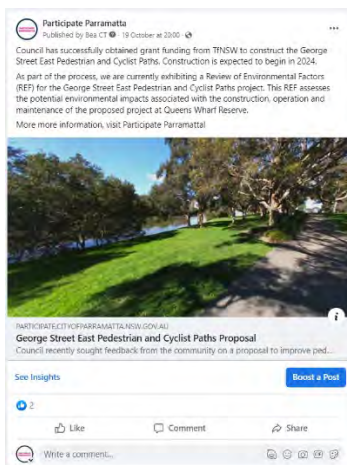 Participate Parramatta
Published by Bea CT · 19 October at 20:00 ·
Council has successfully obtained grant funding from TfNSW to construct the George
Street East Pedestrian and Cyclist Paths. Construction is expected to begin in 2024.
As part of the process, we are currently exhibiting a Review of Environmental Factors
(REF) for the George Street East Pedestrian and Cyclist Paths project. This REF assesses
the potential environmental impacts associated with the construction, operation and
maintenance of the proposed project at Queens Wharf Reserve.
More more information, visit Participate Parramatta!
PARTICIPATE.CITYOFPARRAMATTA.NSW.GOV.AU
George Street East Pedestrian and Cyclist Paths Proposal
Council recently sought feedback from the community on a proposal to improve ped...
See Insights
Boost a Post
2
Like
Comment
Share
Write a comment...